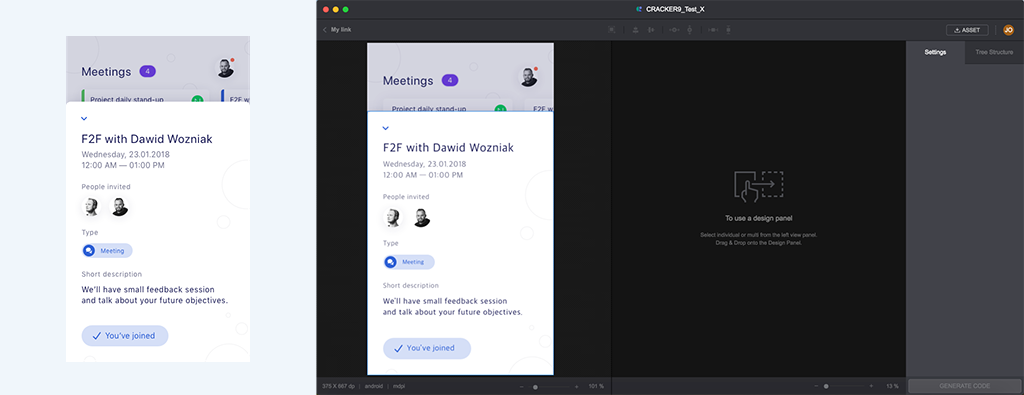 Meetings 4
Project daily stand-up F2F w
F2F with Dawid Wozniak
Wednesday, 23.01.2018
12:00 AM — 01:00 PM
People invited
Type
Meeting
Short description
We'll have small feedback session
and talk about your future objectives.
You've joined
CRACKER9_Test_X
My link
ASSET
JO
Meetings 4
Project daily stand-up F2F w
F2F with Dawid Wozniak
Wednesday, 23.01.2018
12:00 AM — 01:00 PM
People invited
Type
Meeting
Short description
We'll have small feedback session
and talk about your future objectives.
You've joined
375 X 667 dp android mdpi
101 %
To use a design panel
Select individual or multi from the left view panel.
Drag & Drop onto the Design Panel.
13 %
Settings Tree Structure
GENERATE CODE